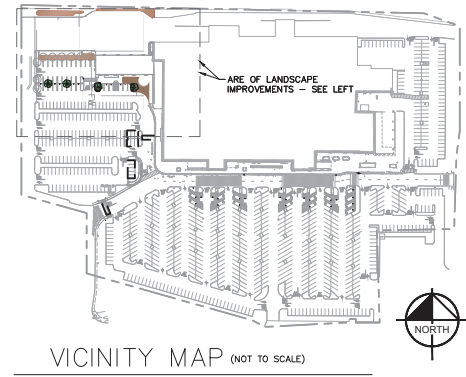 ARE OF LANDSCAPE
IMPROVEMENTS - SEE LEFT
NORTH
VICINITY MAP (NOT TO SCALE)